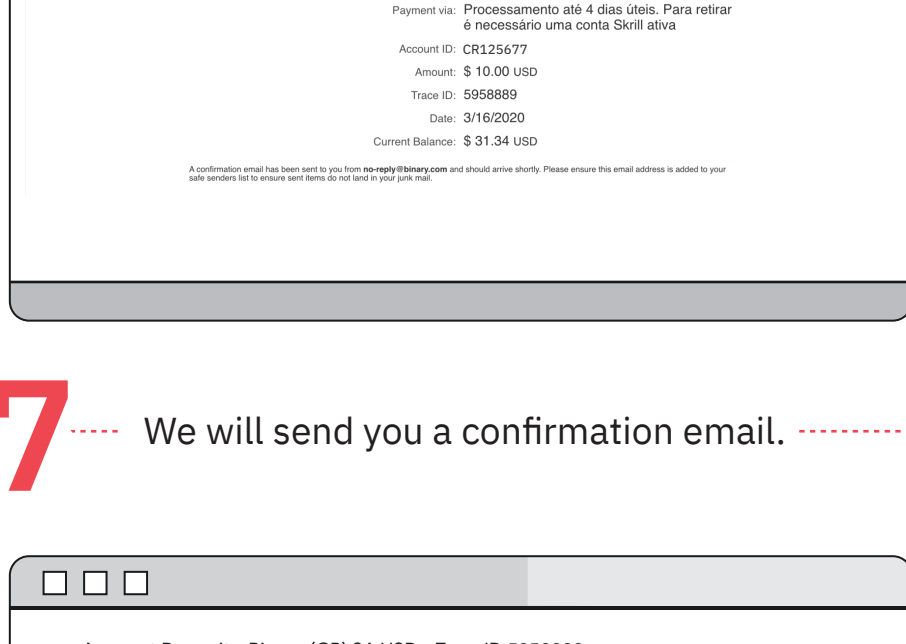 Payment via: Processamento até 4 dias úteis. Para retirar
é necessário uma conta Skrill ativa
Account ID: CR125677
Amount: $ 10.00 USD
Trace ID: 5958889
Date: 3/16/2020
Current Balance: $ 31.34 USD
A confirmation email has been sent to you from no-reply@binary.com and should arrive shortly. Please ensure this email address is added to your
safe senders list to ensure sent items do not land in your junk mail.
7
We will send you a confirmation email.